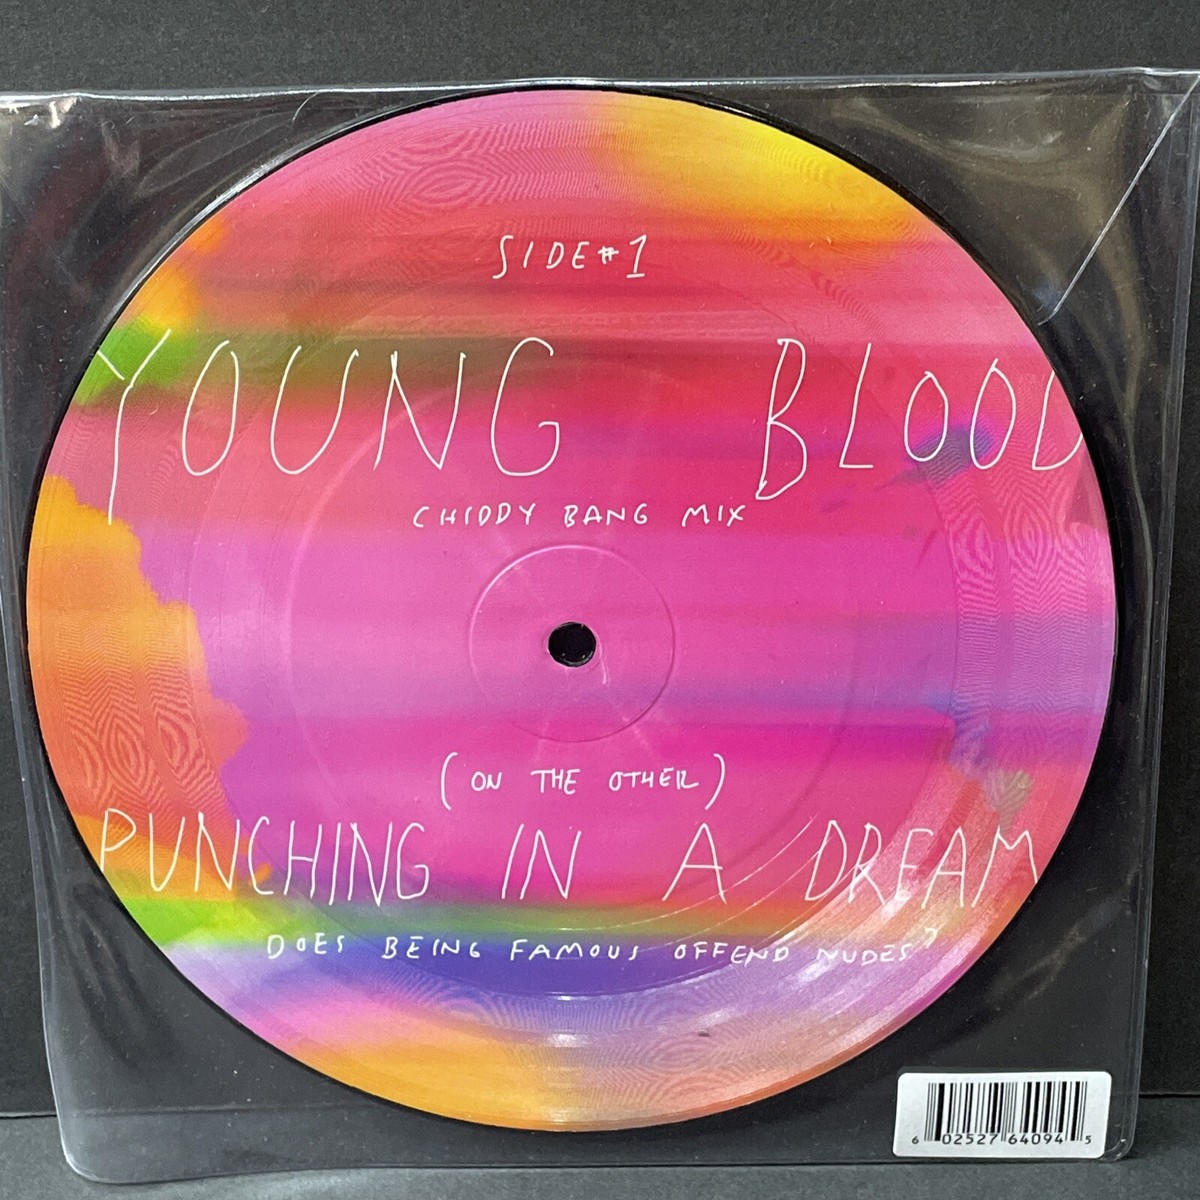 SIDE #1
YOUNG BLOOD
CHIDDY BANG MIX
(ON THE OTHER)
PUNCHING IN A DREAM
DOES BEING FAMOUS OFFEND NUDES?
6 02527 64094 5